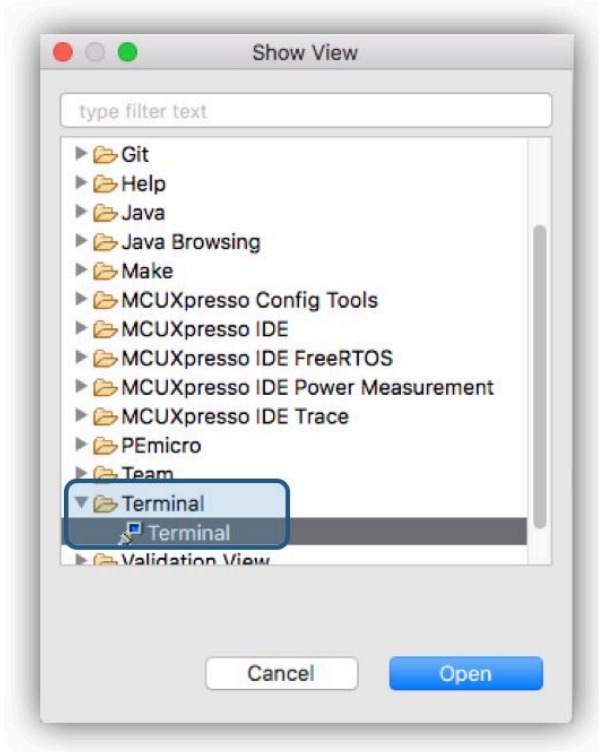 Show View
type filter text
Git
Help
Java
Java Browsing
Make
MCUXpresso Config Tools
MCUXpresso IDE
MCUXpresso IDE FreeRTOS
MCUXpresso IDE Power Measurement
MCUXpresso IDE Trace
PEmicro
Team
Terminal
Terminal
Validation View
Cancel Open